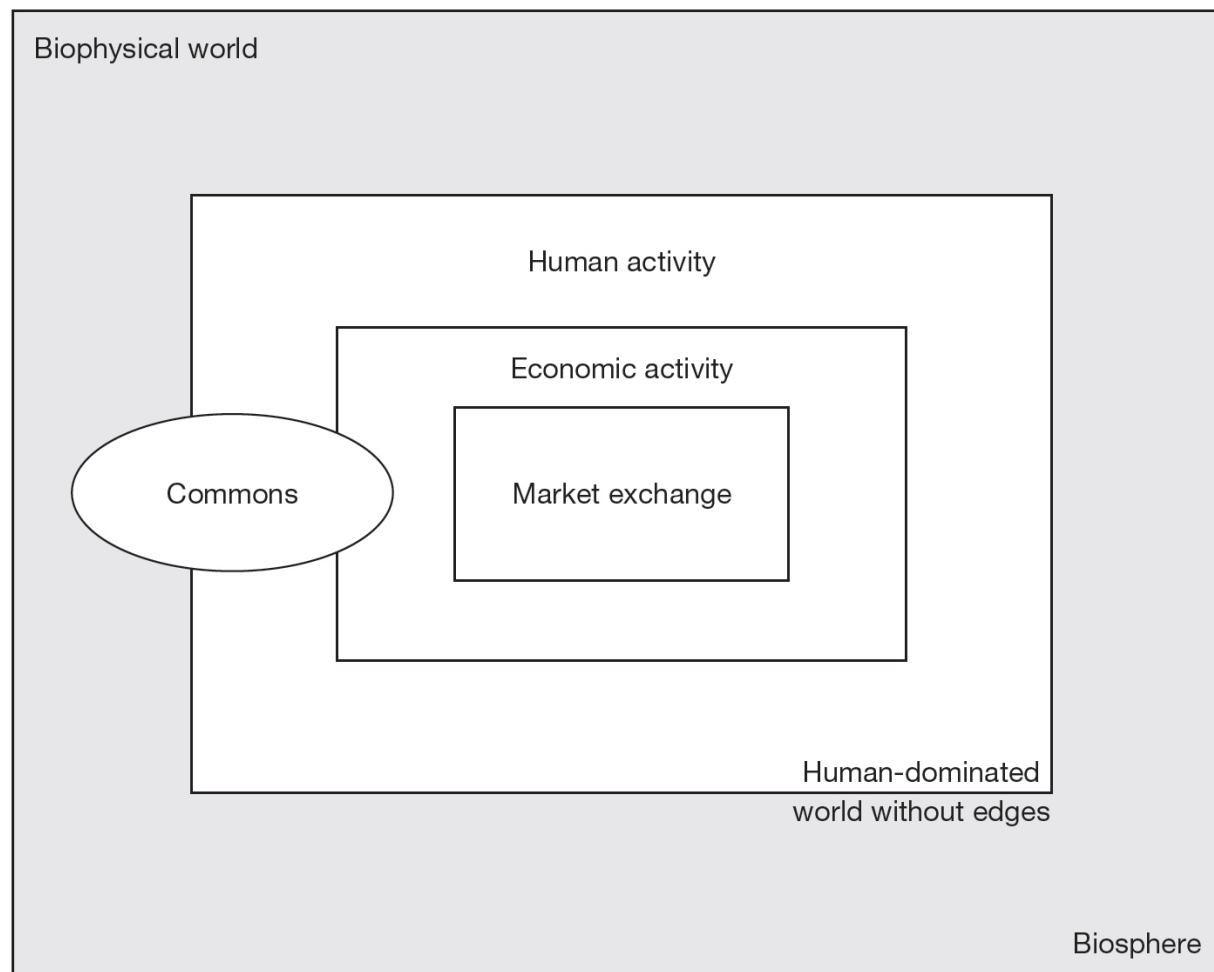 Biophysical world
Human activity
Economic activity
Commons
Market exchange
Human-dominated
world without edges
Biosphere